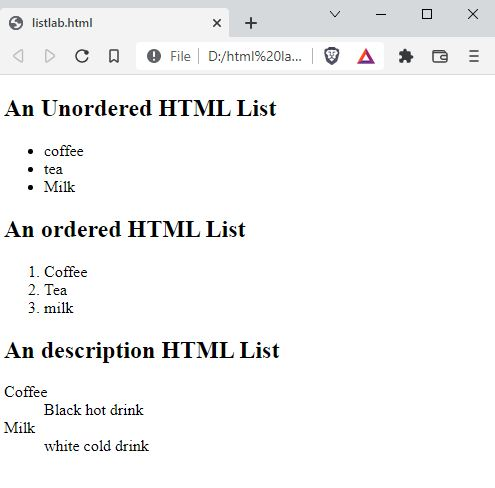 listlab.html
File D:/html%20la...
An Unordered HTML List
coffee
tea
Milk
An ordered HTML List
1. Coffee
2. Tea
3. milk
An description HTML List
Coffee
Black hot drink
Milk
white cold drink